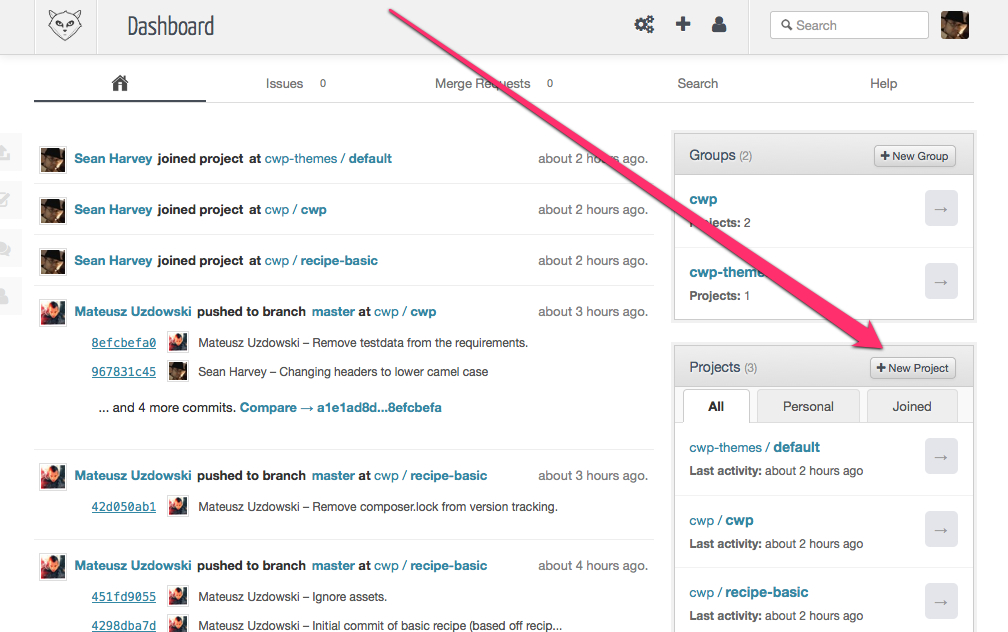 Dashboard
Search
Issues 0
Merge Requests 0
Search
Help
Sean Harvey joined project at cwp-themes / default
about 2 hours ago.
Sean Harvey joined project at cwp / cwp
about 2 hours ago.
Sean Harvey joined project at cwp / recipe-basic
about 2 hours ago.
Mateusz Uzdowski pushed to branch master at cwp / cwp
about 3 hours ago.
8efcbefa0 Mateusz Uzdowski – Remove testdata from the requirements.
967831c45 Sean Harvey – Changing headers to lower camel case
... and 4 more commits. Compare → a1e1ad8d...8efcbefa
Mateusz Uzdowski pushed to branch master at cwp / recipe-basic
about 3 hours ago.
42d050ab1 Mateusz Uzdowski – Remove composer.lock from version tracking.
Mateusz Uzdowski pushed to branch master at cwp / recipe-basic
about 4 hours ago.
451fd9055 Mateusz Uzdowski – Ignore assets.
4298dba7d Mateusz Uzdowski – Initial commit of basic recipe (based off recip...
Groups (2)
+ New Group
cwp
Projects: 2
→
cwp-themes
Projects: 1
→
Projects (3)
+ New Project
All
Personal
Joined
cwp-themes / default
Last activity: about 2 hours ago
→
cwp / cwp
Last activity: about 2 hours ago
→
cwp / recipe-basic
Last activity: about 2 hours ago
→